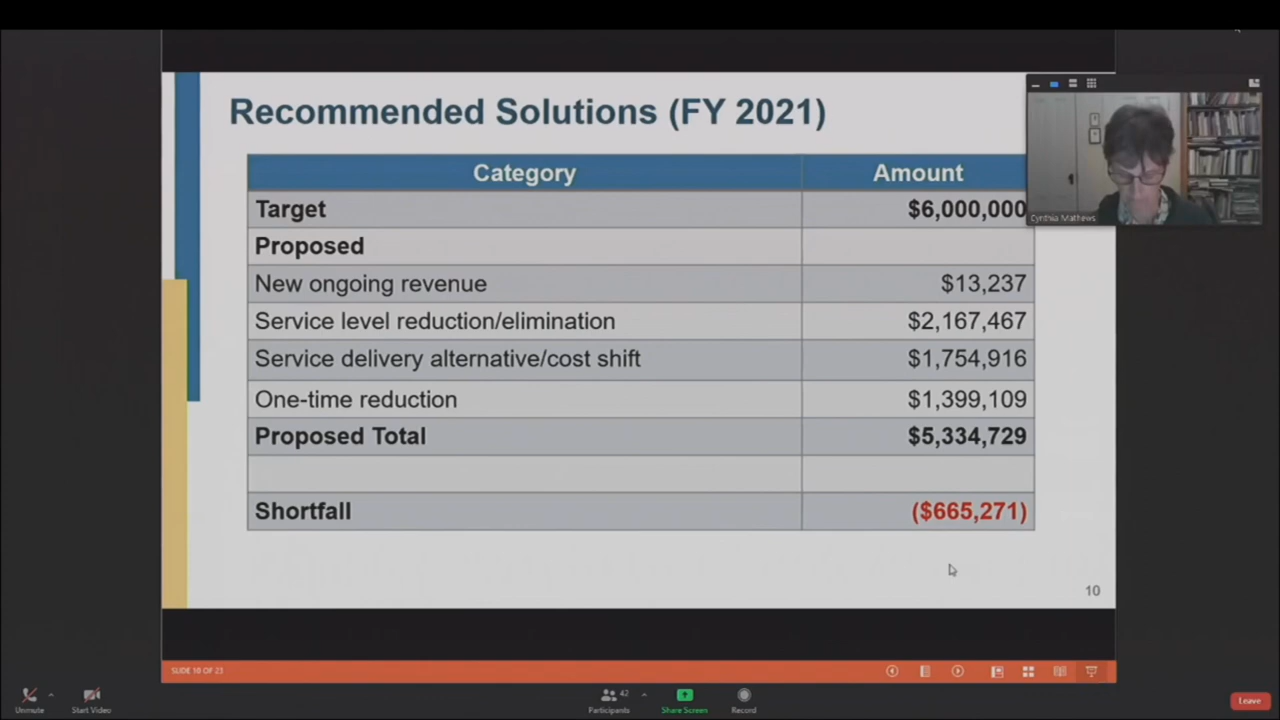 Recommended Solutions (FY 2021)
Category Amount
Target $6,000,000
Proposed
New ongoing revenue $13,237
Service level reduction/elimination $2,167,467
Service delivery alternative/cost shift $1,754,916
One-time reduction $1,399,109
Proposed Total $5,334,729
Shortfall ($665,271)
10
Cynthia Mathews
SLIDE 10 OF 23
Unmute Start Video Participants 42 Share Screen Record Leave